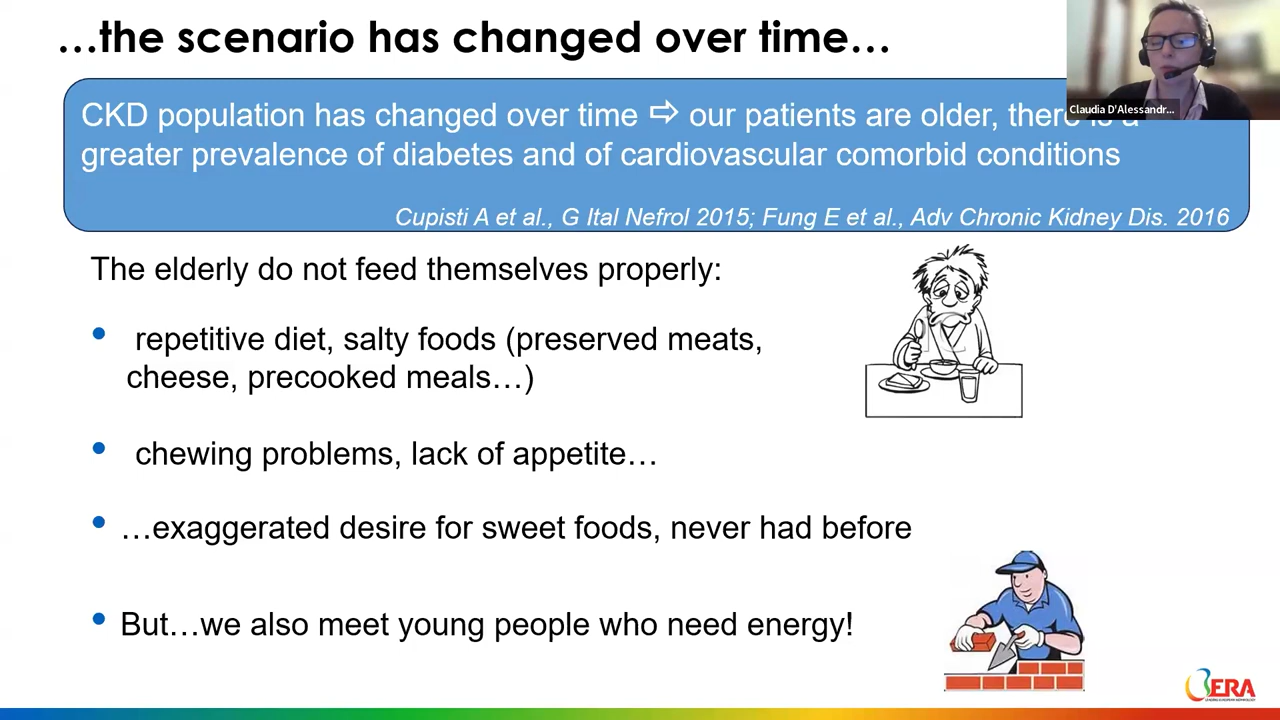 …the scenario has changed over time…
Claudia D'Alessandr...
CKD population has changed over time ⇨ our patients are older, there is a
greater prevalence of diabetes and of cardiovascular comorbid conditions
Cupisti A et al., G Ital Nefrol 2015; Fung E et al., Adv Chronic Kidney Dis. 2016
The elderly do not feed themselves properly:
• repetitive diet, salty foods (preserved meats,
cheese, precooked meals…)
• chewing problems, lack of appetite…
• …exaggerated desire for sweet foods, never had before
• But…we also meet young people who need energy!
ERA